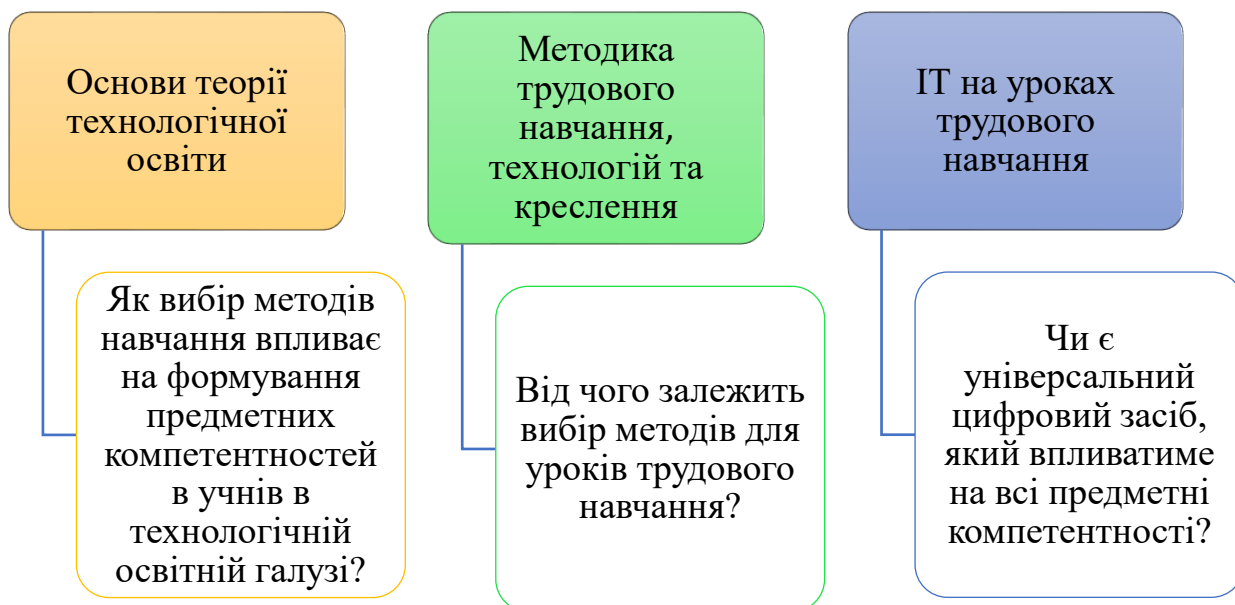 Основи теорії
технологічної
освіти
Як вибір методів
навчання впливає
на формування
предметних
компетентностей
в учнів в
технологічній
освітній галузі?
Методика
трудового
навчання,
технологій та
креслення
Від чого залежить
вибір методів для
уроків трудового
навчання?
ІТ на уроках
трудового
навчання
Чи є
універсальний
цифровий засіб,
який впливатиме
на всі предметні
компетентності?